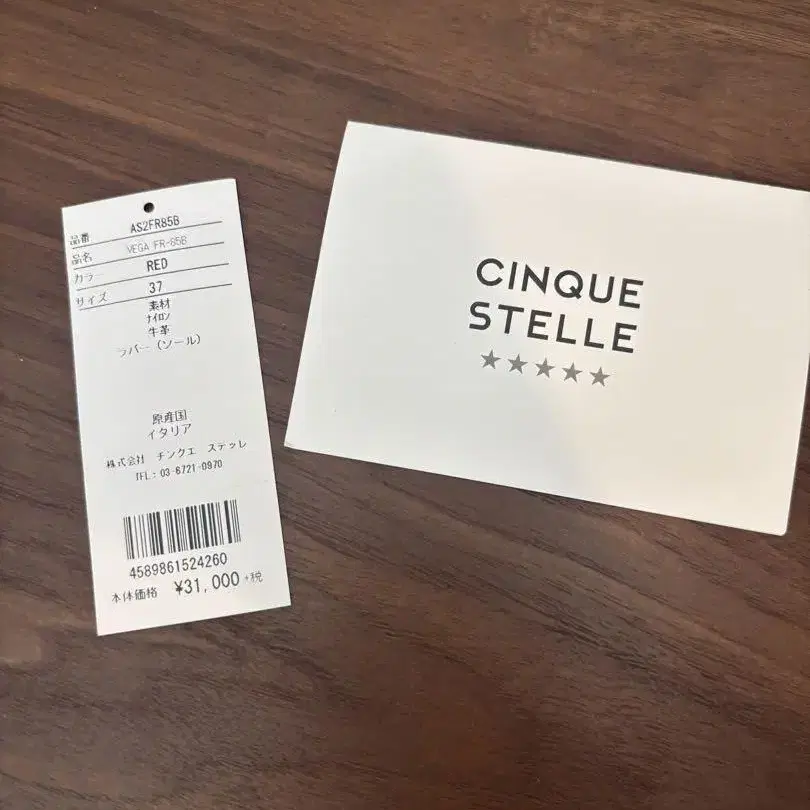 品番 AS2FR85B
品名 VEGA FR-85B
カラー RED
サイズ 37
素材
ナイロン
牛革
ラバー(ソール)
原産国
イタリア
株式会社 チンクエ ステッレ
TEL:03-6721-0970
4589861524260
本体価格 ¥31,000 +税
CINQUE
STELLE
★★★★★